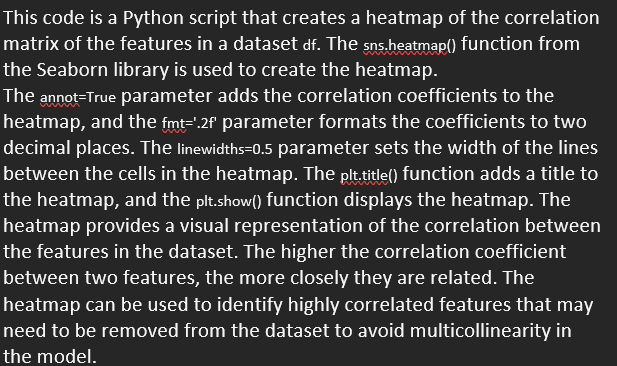 This code is a Python script that creates a heatmap of the correlation
matrix of the features in a dataset df. The sns.heatmap() function from
the Seaborn library is used to create the heatmap.
The annot=True parameter adds the correlation coefficients to the
heatmap, and the fmt='.2f' parameter formats the coefficients to two
decimal places. The linewidths=0.5 parameter sets the width of the lines
between the cells in the heatmap. The plt.title() function adds a title to
the heatmap, and the plt.show() function displays the heatmap. The
heatmap provides a visual representation of the correlation between
the features in the dataset. The higher the correlation coefficient
between two features, the more closely they are related. The
heatmap can be used to identify highly correlated features that may
need to be removed from the dataset to avoid multicollinearity in
the model.